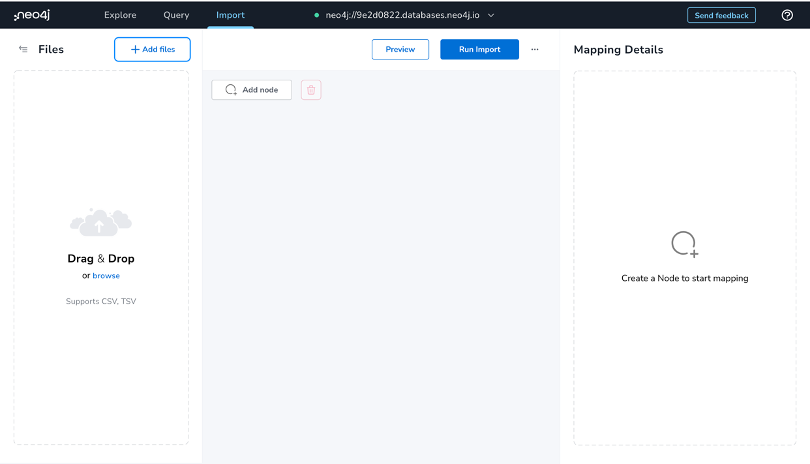 neo4j
Explore Query Import
neo4j://9e2d0822.databases.neo4j.io
Send feedback
Files
Add files
Drag & Drop
or browse
Supports CSV, TSV
Preview
Run Import
Add node
Mapping Details
Create a Node to start mapping